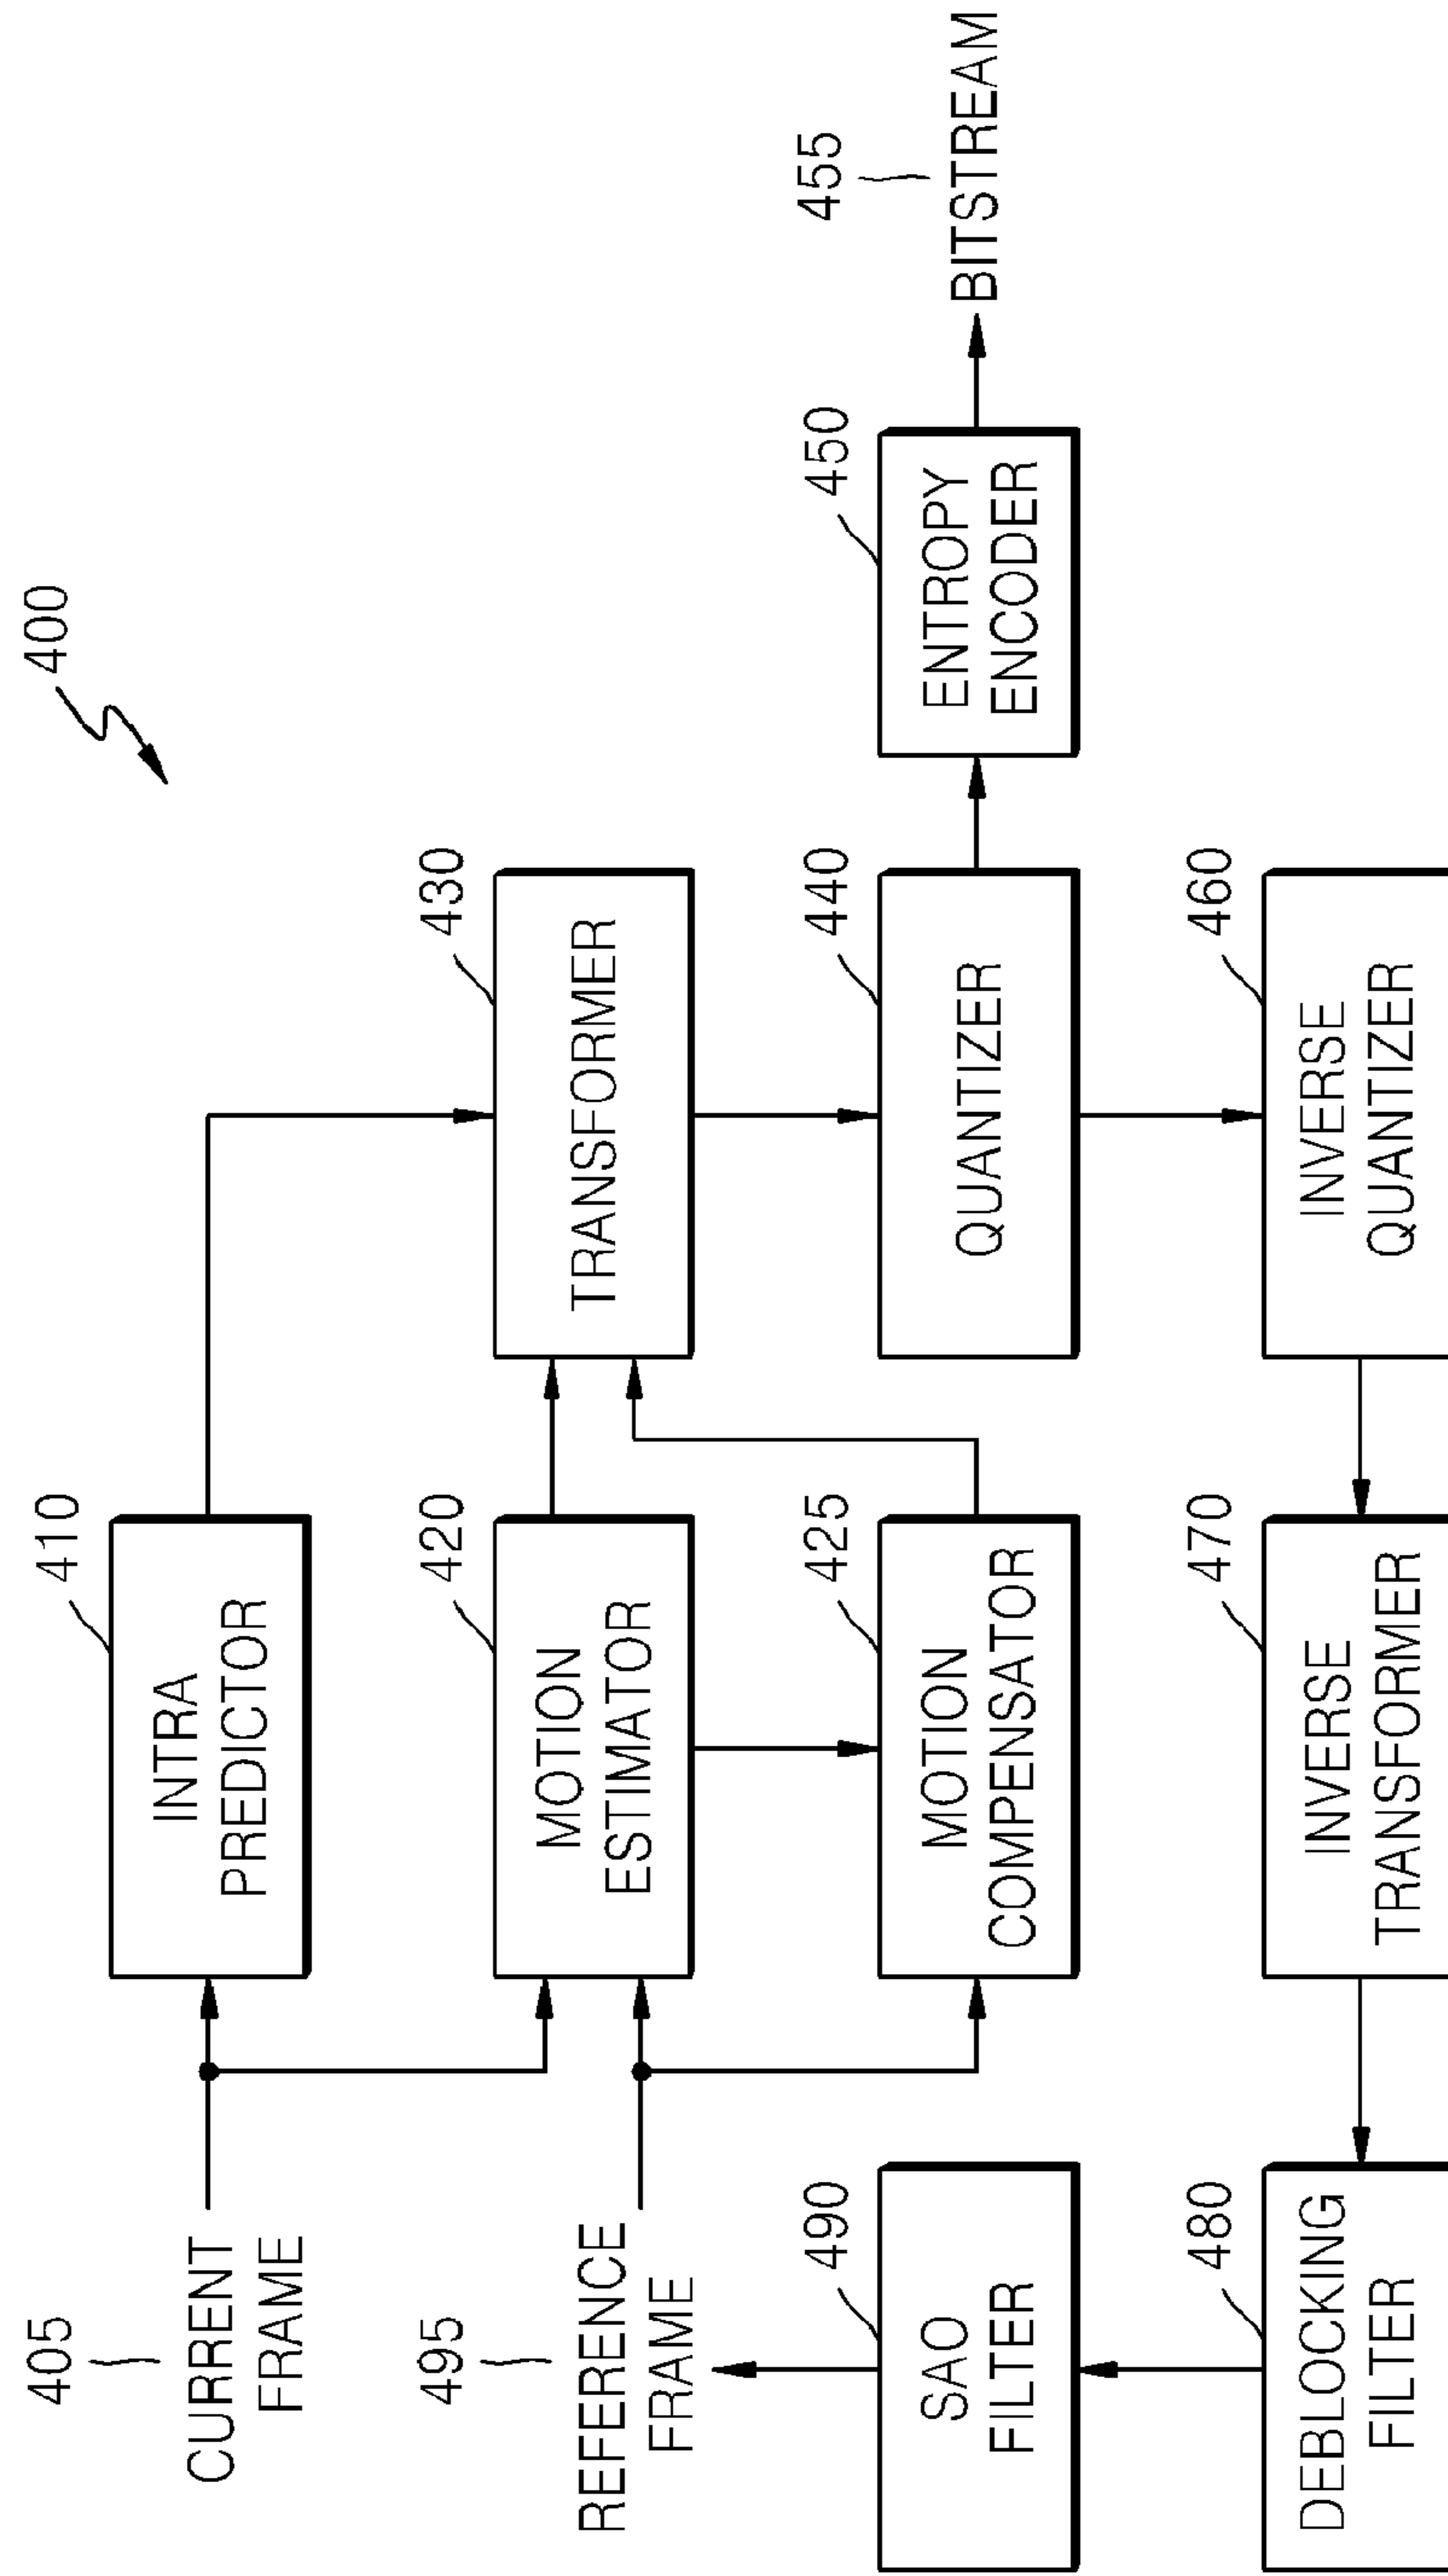 400
405
CURRENT
FRAME
410
INTRA
PREDICTOR
495
REFERENCE
FRAME
420
MOTION
ESTIMATOR
430
TRANSFORMER
490
SAO
FILTER
425
MOTION
COMPENSATOR
440
QUANTIZER
450
ENTROPY
ENCODER
455
BITSTREAM
480
DEBLOCKING
FILTER
470
INVERSE
TRANSFORMER
460
INVERSE
QUANTIZER